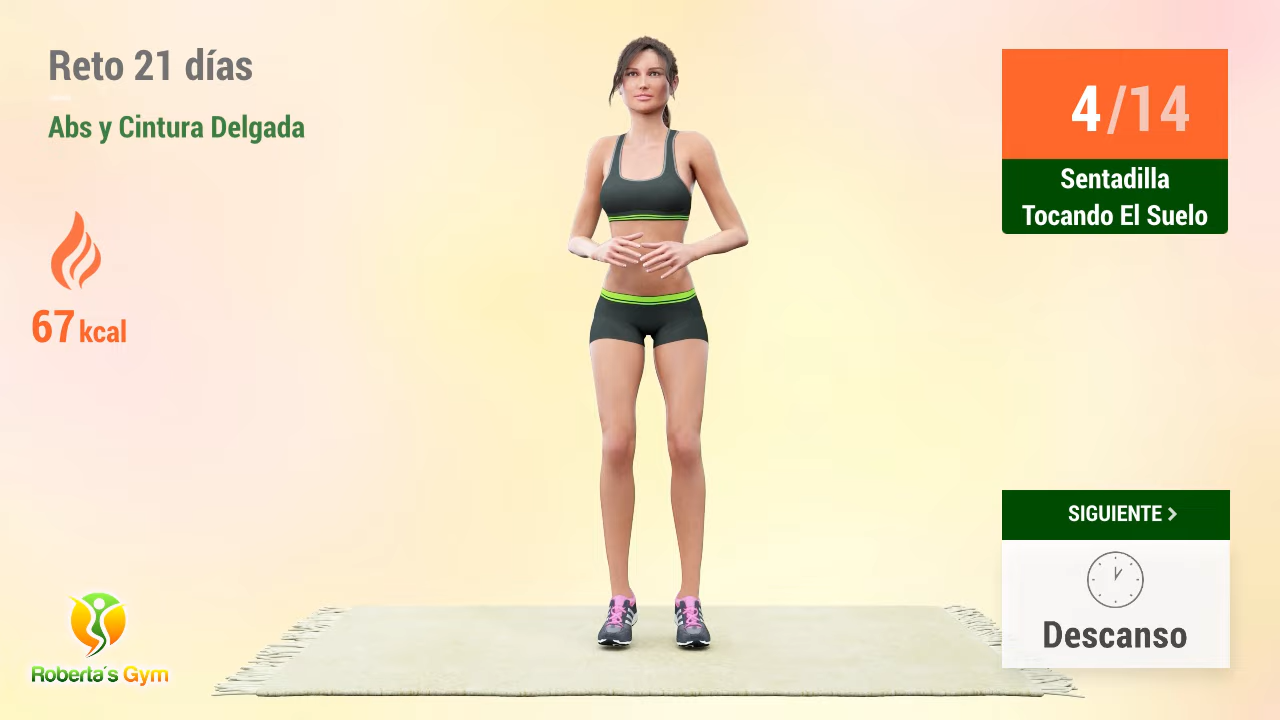 Reto 21 días
Abs y Cintura Delgada
67 kcal
4/14
Sentadilla
Tocando El Suelo
SIGUIENTE >
Descanso
Roberta´s Gym